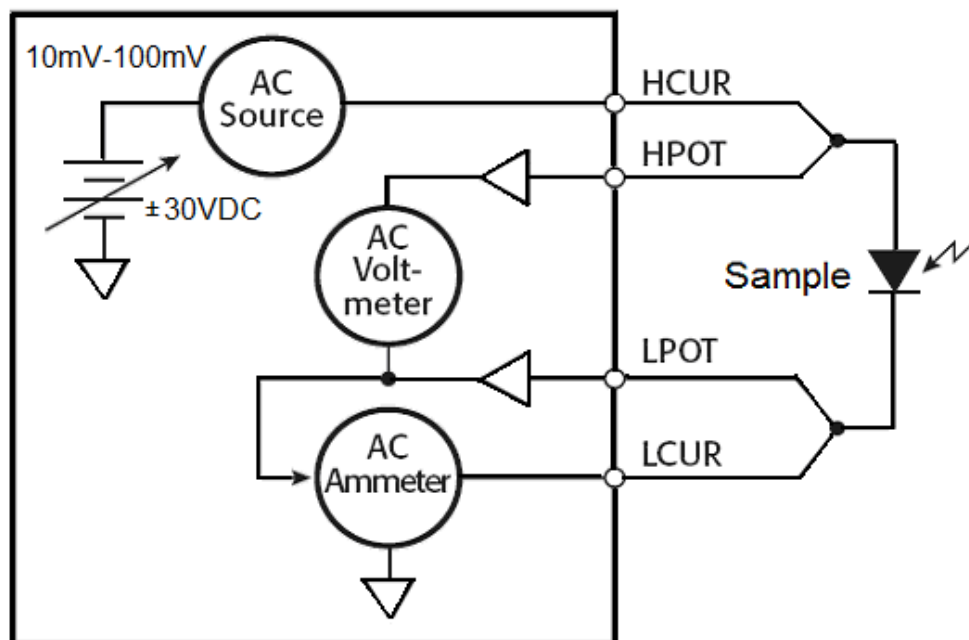 10mV-100mV
AC
Source
HCUR
HPOT
±30VDC
AC
Volt-
meter
Sample
LPOT
AC
Ammeter
LCUR